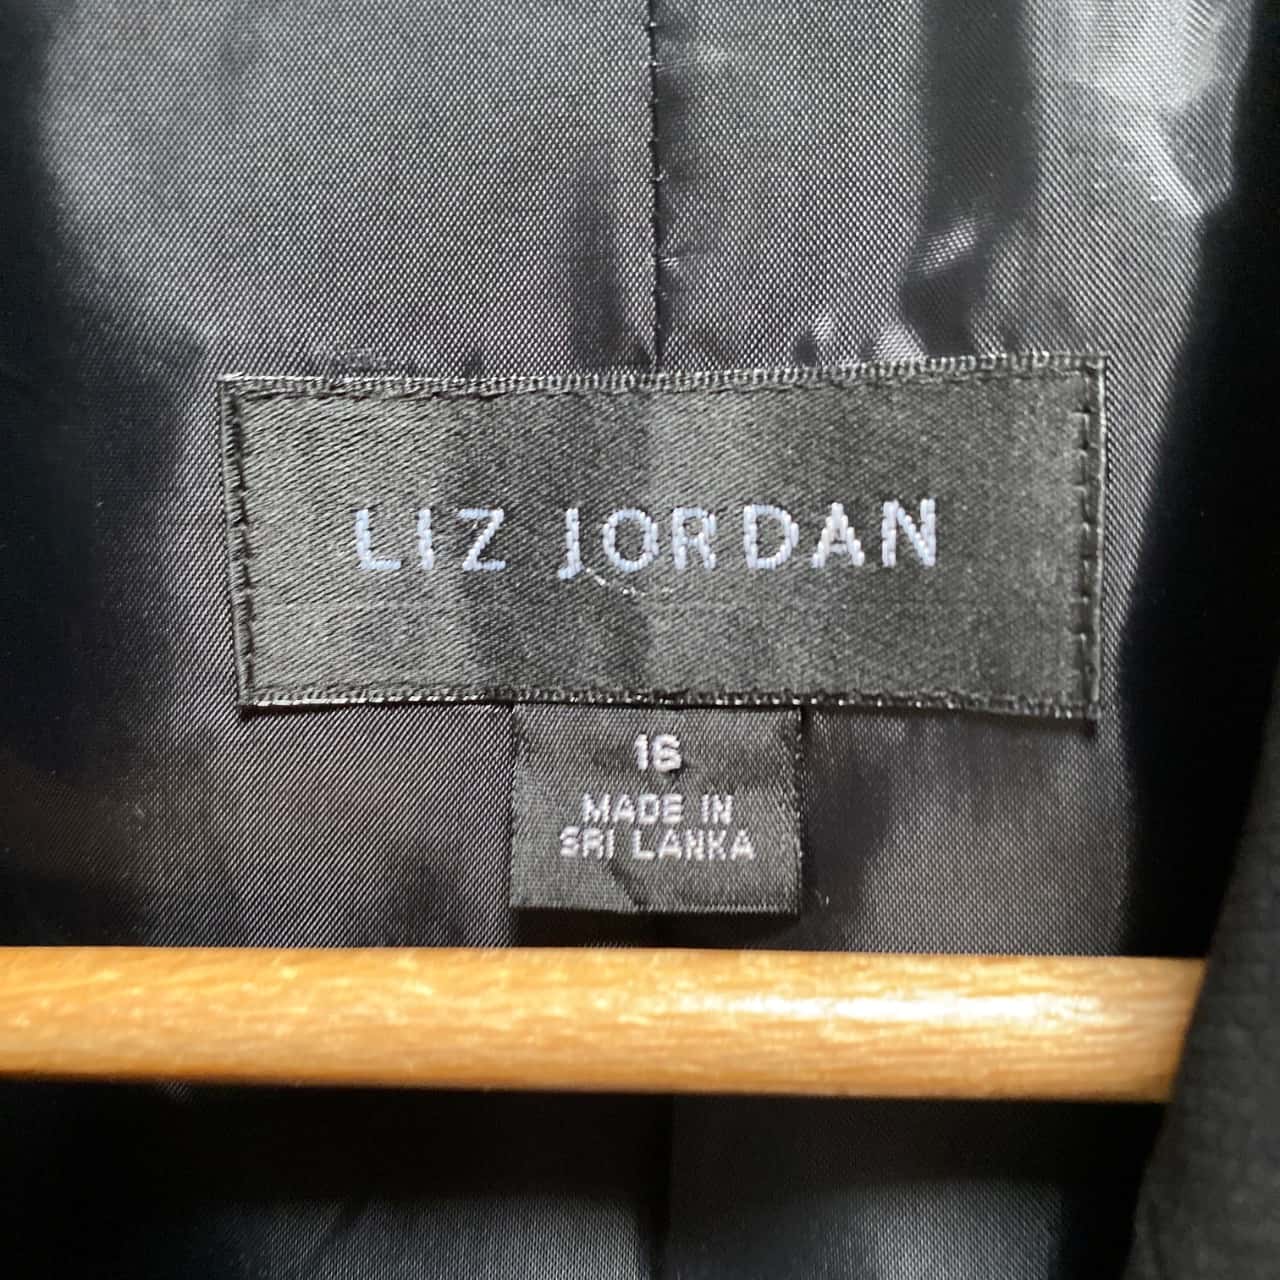 LIZ JORDAN
16
MADE IN
SRI LANKA